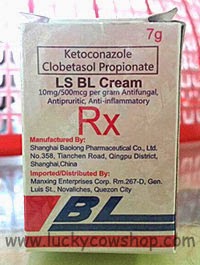 7g
Ketoconazole
Clobetasol Propionate
LS BL Cream
10mg/500mcg per gram Antifungal,
Antipruritic, Anti-inflammatory
Rx
Manufactured By:
Shanghai Baolong Pharmaceutical Co., Ltd.
No.358, Tianchen Road, Qingpu District,
Shanghai,China
Imported/Distributed By:
Manxing Enterprises Corp. Rm.267-D, Gen.
Luis St., Novaliches, Quezon City
BL
www.luckycowshop.com